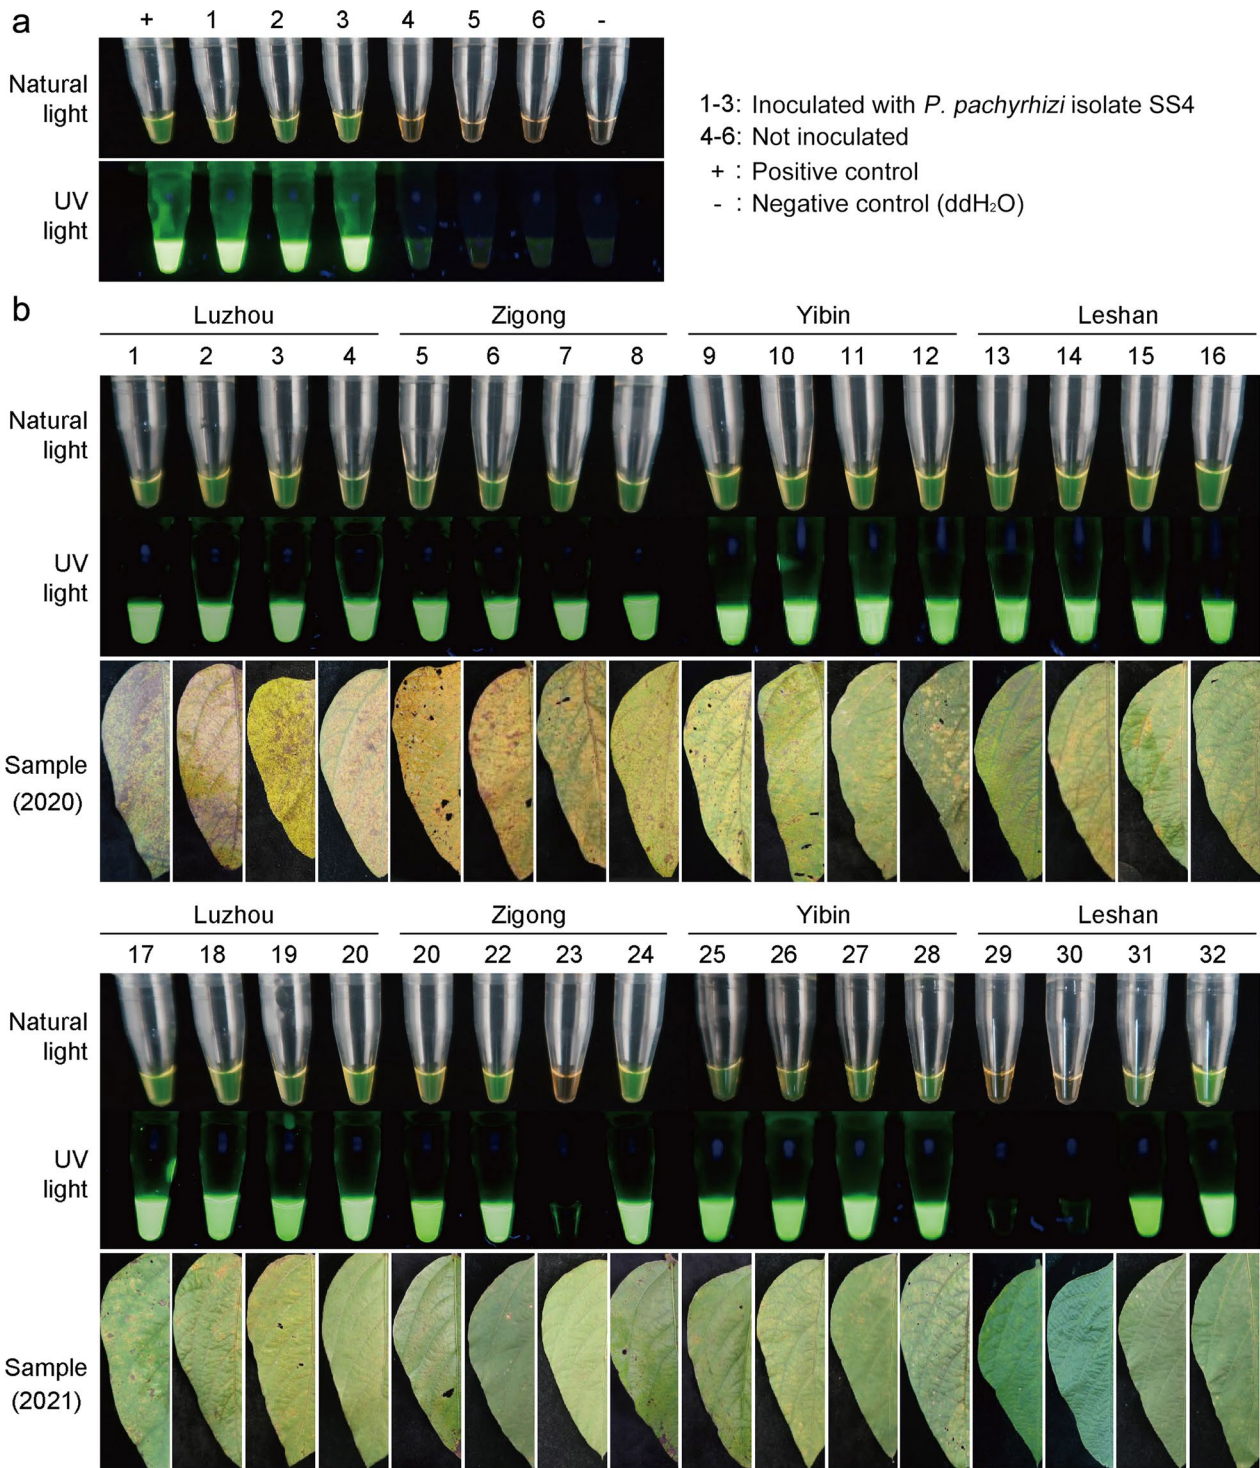 a
+ 1 2 3 4 5 6 -
Natural
light
UV
light
1-3: Inoculated with P. pachyrhizi isolate SS4
4-6: Not inoculated
+ : Positive control
- : Negative control (ddH₂O)
b
Luzhou Zigong Yibin Leshan
1 2 3 4 5 6 7 8 9 10 11 12 13 14 15 16
Natural
light
UV
light
Sample
(2020)
Luzhou Zigong Yibin Leshan
17 18 19 20 20 22 23 24 25 26 27 28 29 30 31 32
Natural
light
UV
light
Sample
(2021)